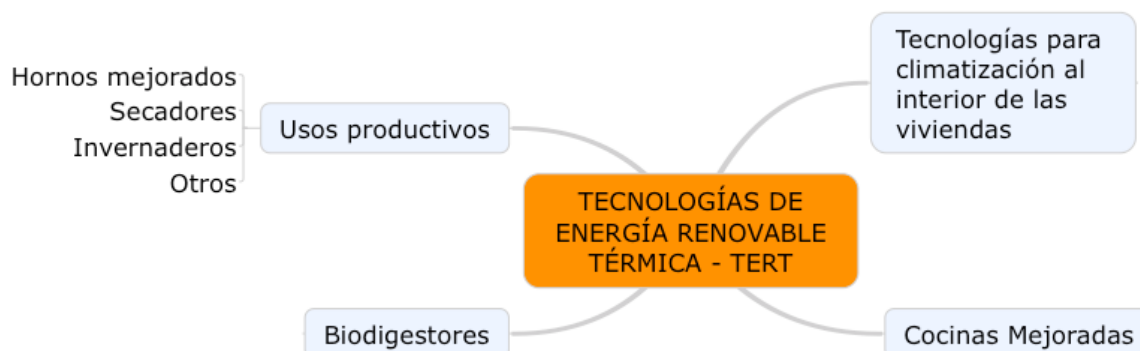 Tecnologías para
climatización al
interior de las
viviendas
Hornos mejorados
Secadores
Invernaderos
Otros
Usos productivos
TECNOLOGÍAS DE
ENERGÍA RENOVABLE
TÉRMICA - TERT
Biodigestores
Cocinas Mejoradas